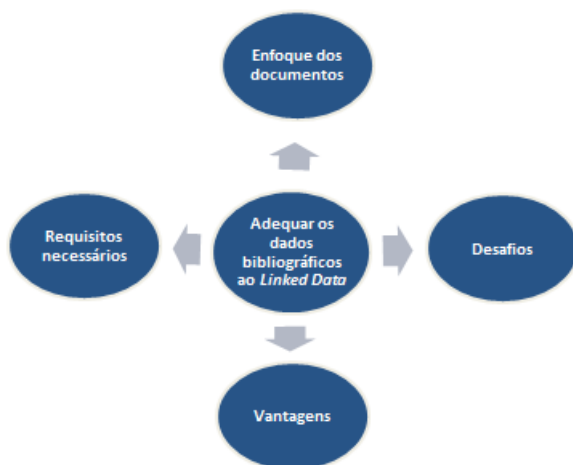 Enfoque dos
documentos
Requisitos
necessários
Adequar os
dados
bibliográficos
ao Linked Data
Desafios
Vantagens